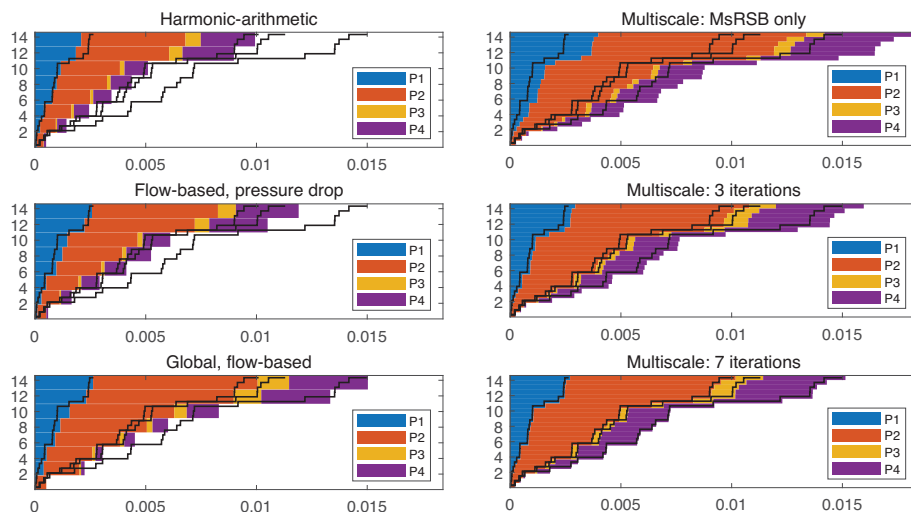 Harmonic-arithmetic
14
12
10
8
6
4
2
P1
P2
P3
P4
0
0.005
0.01
0.015
Multiscale: MsRSB only
14
12
10
8
6
4
2
P1
P2
P3
P4
0
0.005
0.01
0.015
Flow-based, pressure drop
14
12
10
8
6
4
2
P1
P2
P3
P4
0
0.005
0.01
0.015
Multiscale: 3 iterations
14
12
10
8
6
4
2
P1
P2
P3
P4
0
0.005
0.01
0.015
Global, flow-based
14
12
10
8
6
4
2
P1
P2
P3
P4
0
0.005
0.01
0.015
Multiscale: 7 iterations
14
12
10
8
6
4
2
P1
P2
P3
P4
0
0.005
0.01
0.015